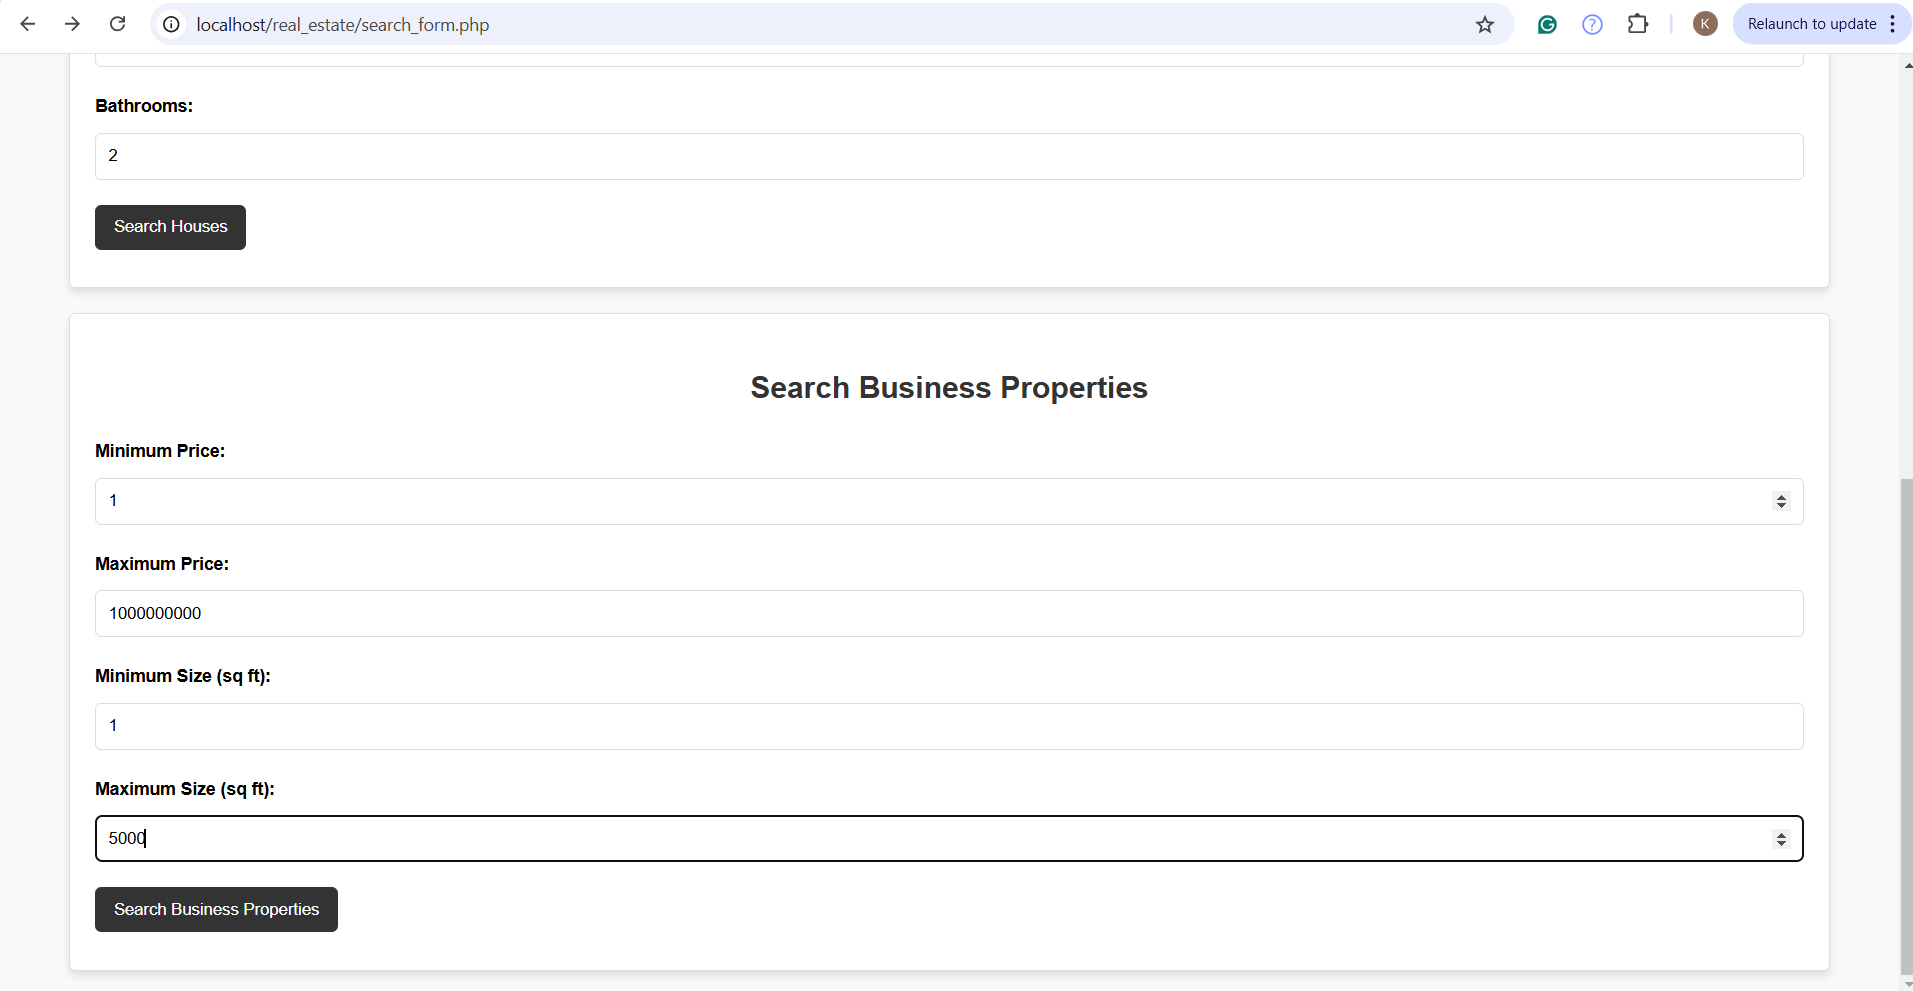 localhost/real_estate/search_form.php
K
Relaunch to update
Bathrooms:
2
Search Houses
Search Business Properties
Minimum Price:
1
Maximum Price:
1000000000
Minimum Size (sq ft):
1
Maximum Size (sq ft):
5000
Search Business Properties